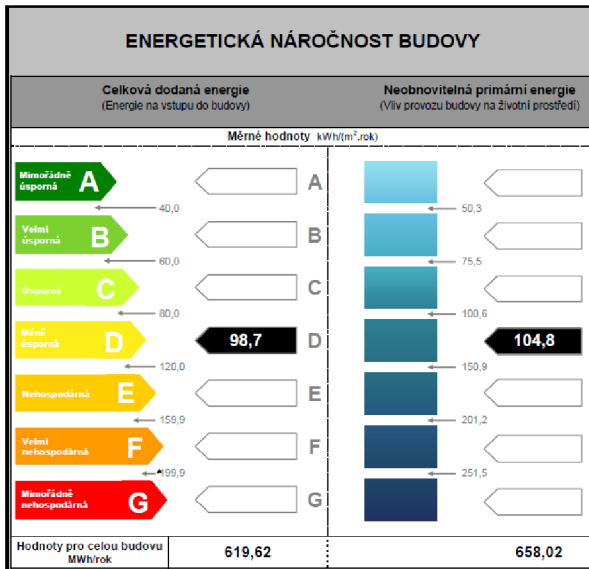 ENERGETICKÁ NÁROČNOST BUDOVY
Celková dodaná energie
(Energie na vstupu do budovy)
Neobnovitelná primární energie
(Vliv provozu budovy na životní prostředí)
Měrné hodnoty kWh/(m².rok)
Mimořádně
úsporná
A
A
40,0
50,3
Velmi
úsporná
B
B
60,0
75,5
Úsporná
C
C
80,0
100,6
Méně
úsporná
D
98,7
D
104,8
120,0
150,9
Nehospodárná
E
E
159,9
201,2
Velmi
nehospodárná
F
F
199,9
251,5
Mimořádně
nehospodárná
G
G
Hodnoty pro celou budovu
MWh/rok
619,62
658,02